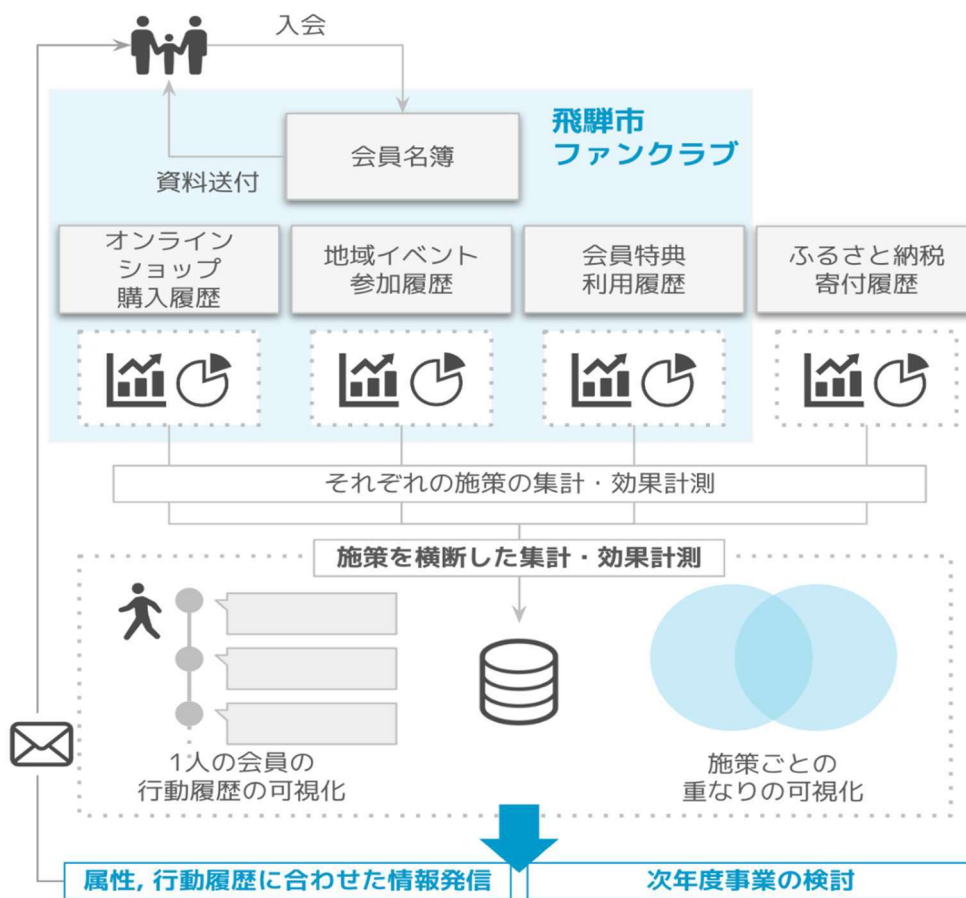 入会
飛騨市
ファンクラブ
会員名簿
資料送付
オンライン
ショップ
購入履歴
地域イベント
参加履歴
会員特典
利用履歴
ふるさと納税
寄付履歴
それぞれの施策の集計・効果計測
施策を横断した集計・効果計測
1人の会員の
行動履歴の可視化
施策ごとの
重なりの可視化
属性, 行動履歴に合わせた情報発信
次年度事業の検討